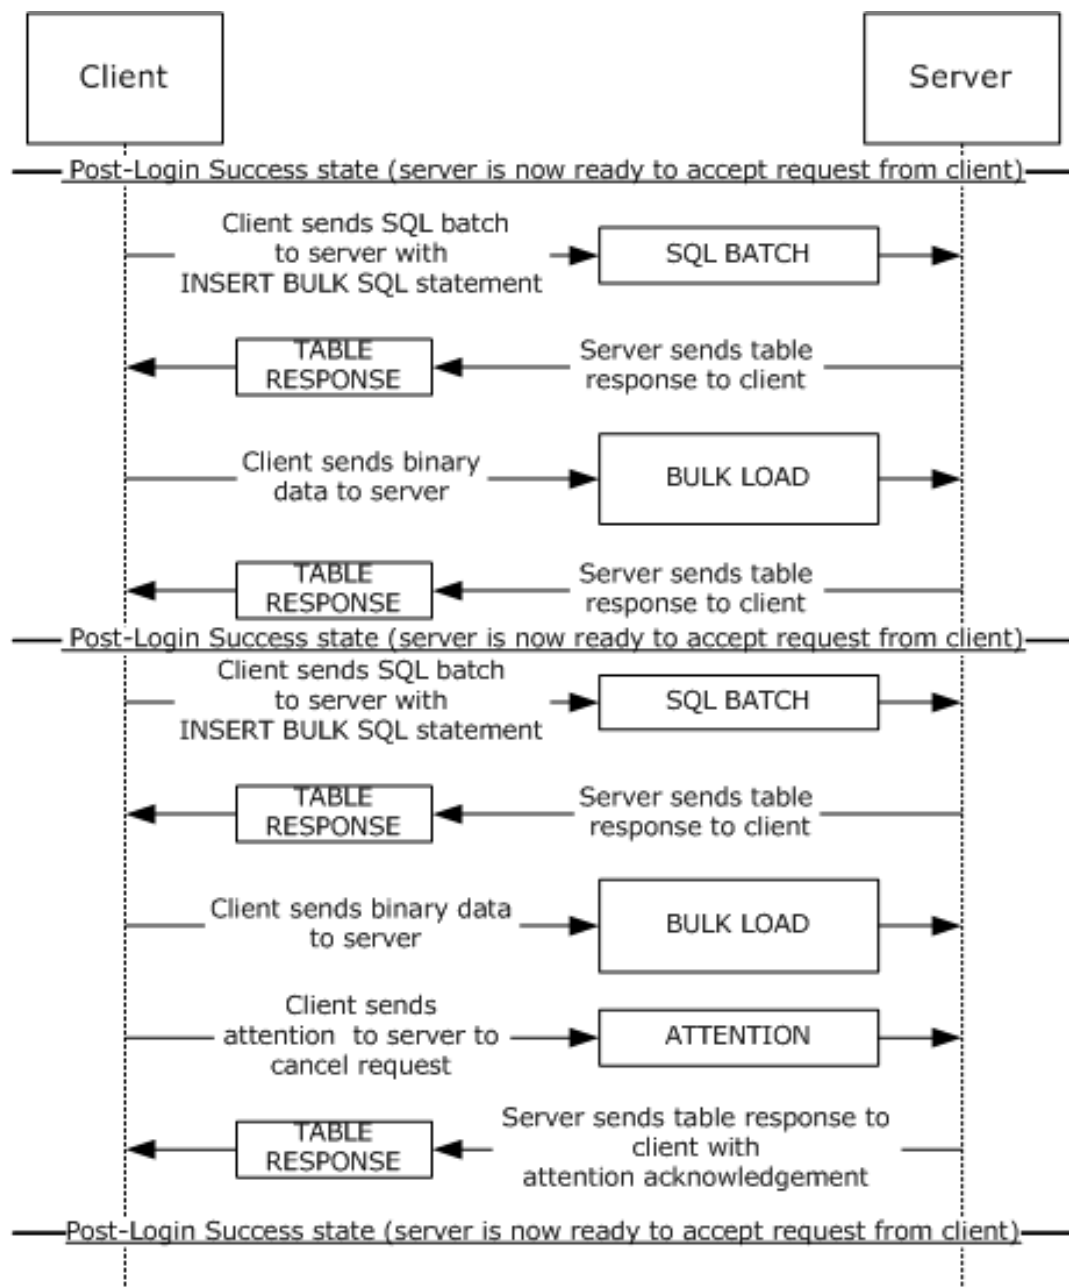 Client
Server
Post-Login Success state (server is now ready to accept request from client)
Client sends SQL batch
to server with
INSERT BULK SQL statement
SQL BATCH
TABLE
RESPONSE
Server sends table
response to client
Client sends binary
data to server
BULK LOAD
TABLE
RESPONSE
Server sends table
response to client
Post-Login Success state (server is now ready to accept request from client)
Client sends SQL batch
to server with
INSERT BULK SQL statement
SQL BATCH
TABLE
RESPONSE
Server sends table
response to client
Client sends binary data
to server
BULK LOAD
Client sends
attention to server to
cancel request
ATTENTION
TABLE
RESPONSE
Server sends table response to
client with
attention acknowledgement
Post-Login Success state (server is now ready to accept request from client)